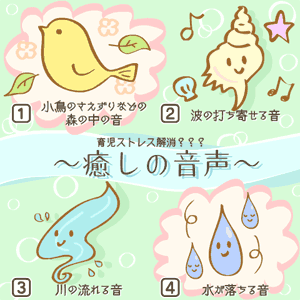 1 小鳥のさえずりなどの
森の中の音
2 波の打ち寄せる音
育児ストレス解消???
～癒しの音声～
3 川の流れる音
4 水が落ちる音